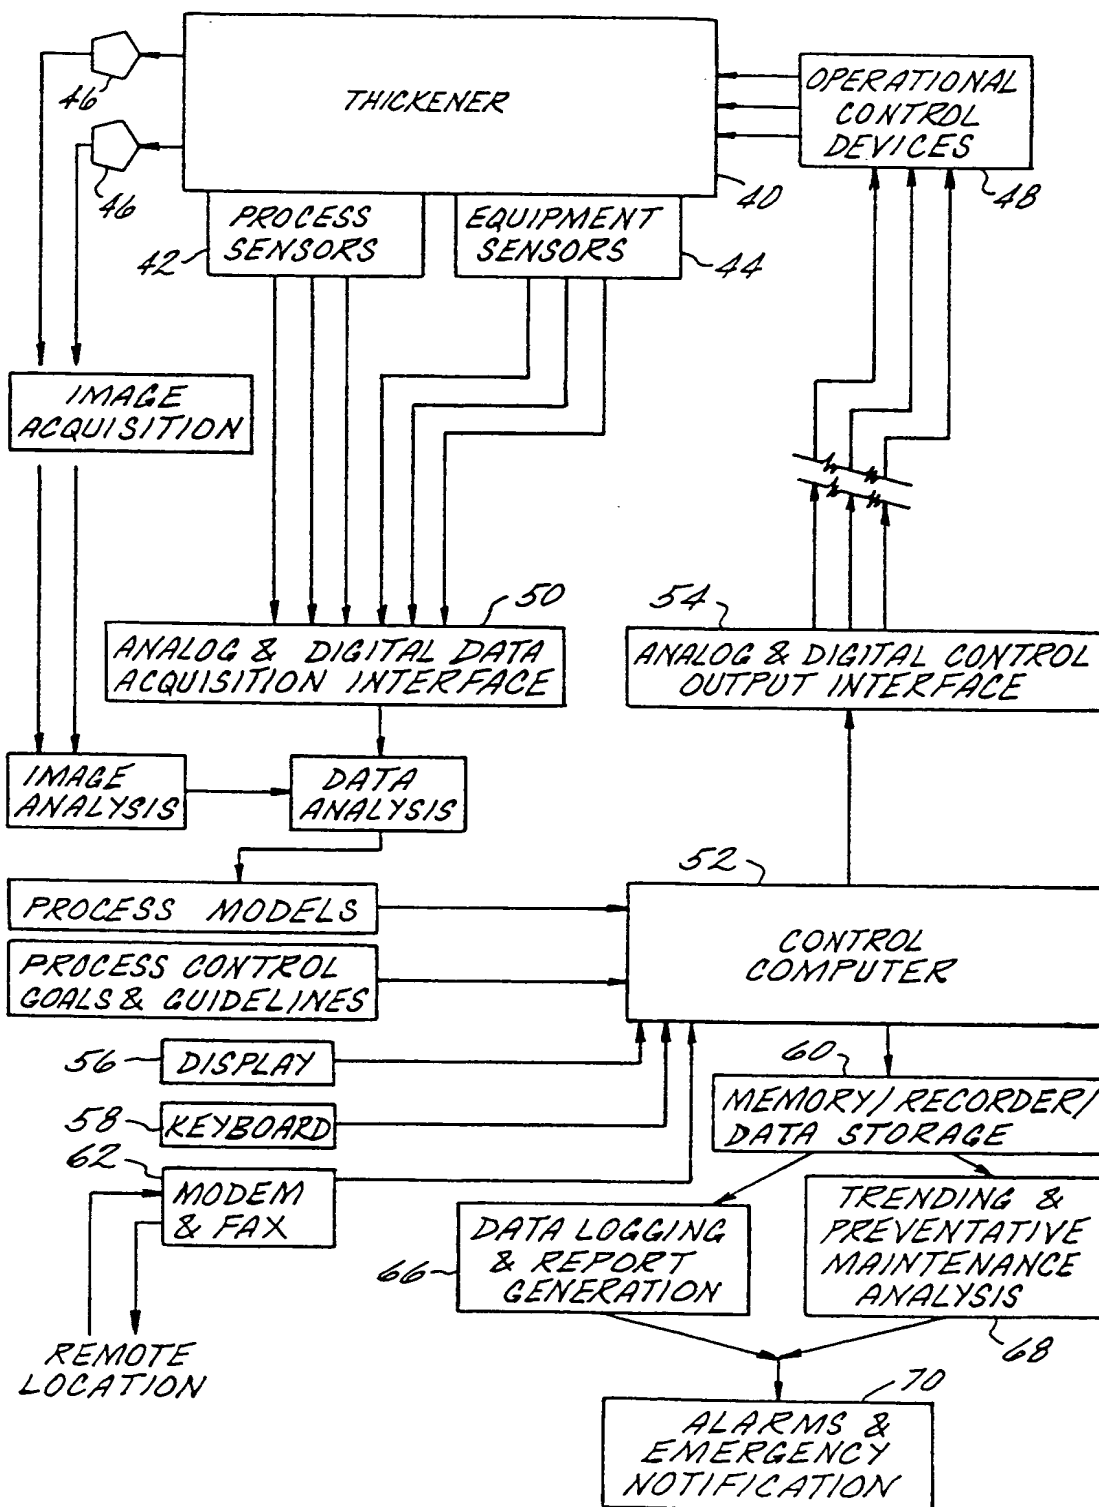 THICKENER
46
46
OPERATIONAL
CONTROL
DEVICES
40
48
PROCESS
SENSORS
42
EQUIPMENT
SENSORS
44
IMAGE
ACQUISITION
50
ANALOG & DIGITAL DATA
ACQUISITION INTERFACE
54
ANALOG & DIGITAL CONTROL
OUTPUT INTERFACE
IMAGE
ANALYSIS
DATA
ANALYSIS
52
PROCESS MODELS
PROCESS CONTROL
GOALS & GUIDELINES
CONTROL
COMPUTER
56
DISPLAY
58
KEYBOARD
62
MODEM
& FAX
REMOTE
LOCATION
60
MEMORY/RECORDER/
DATA STORAGE
66
DATA LOGGING
& REPORT
GENERATION
TRENDING &
PREVENTATIVE
MAINTENANCE
ANALYSIS
68
70
ALARMS &
EMERGENCY
NOTIFICATION